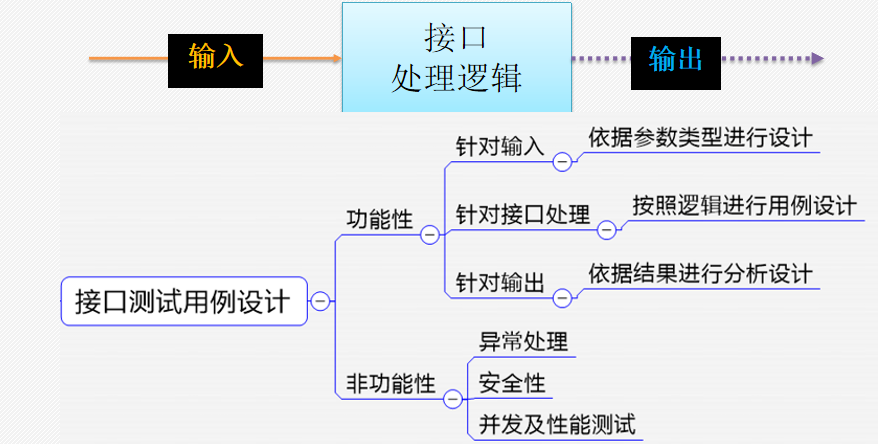 输入
接口
处理逻辑
输出
接口测试用例设计
功能性
针对输入
依据参数类型进行设计
针对接口处理
按照逻辑进行用例设计
针对输出
依据结果进行分析设计
非功能性
异常处理
安全性
并发及性能测试